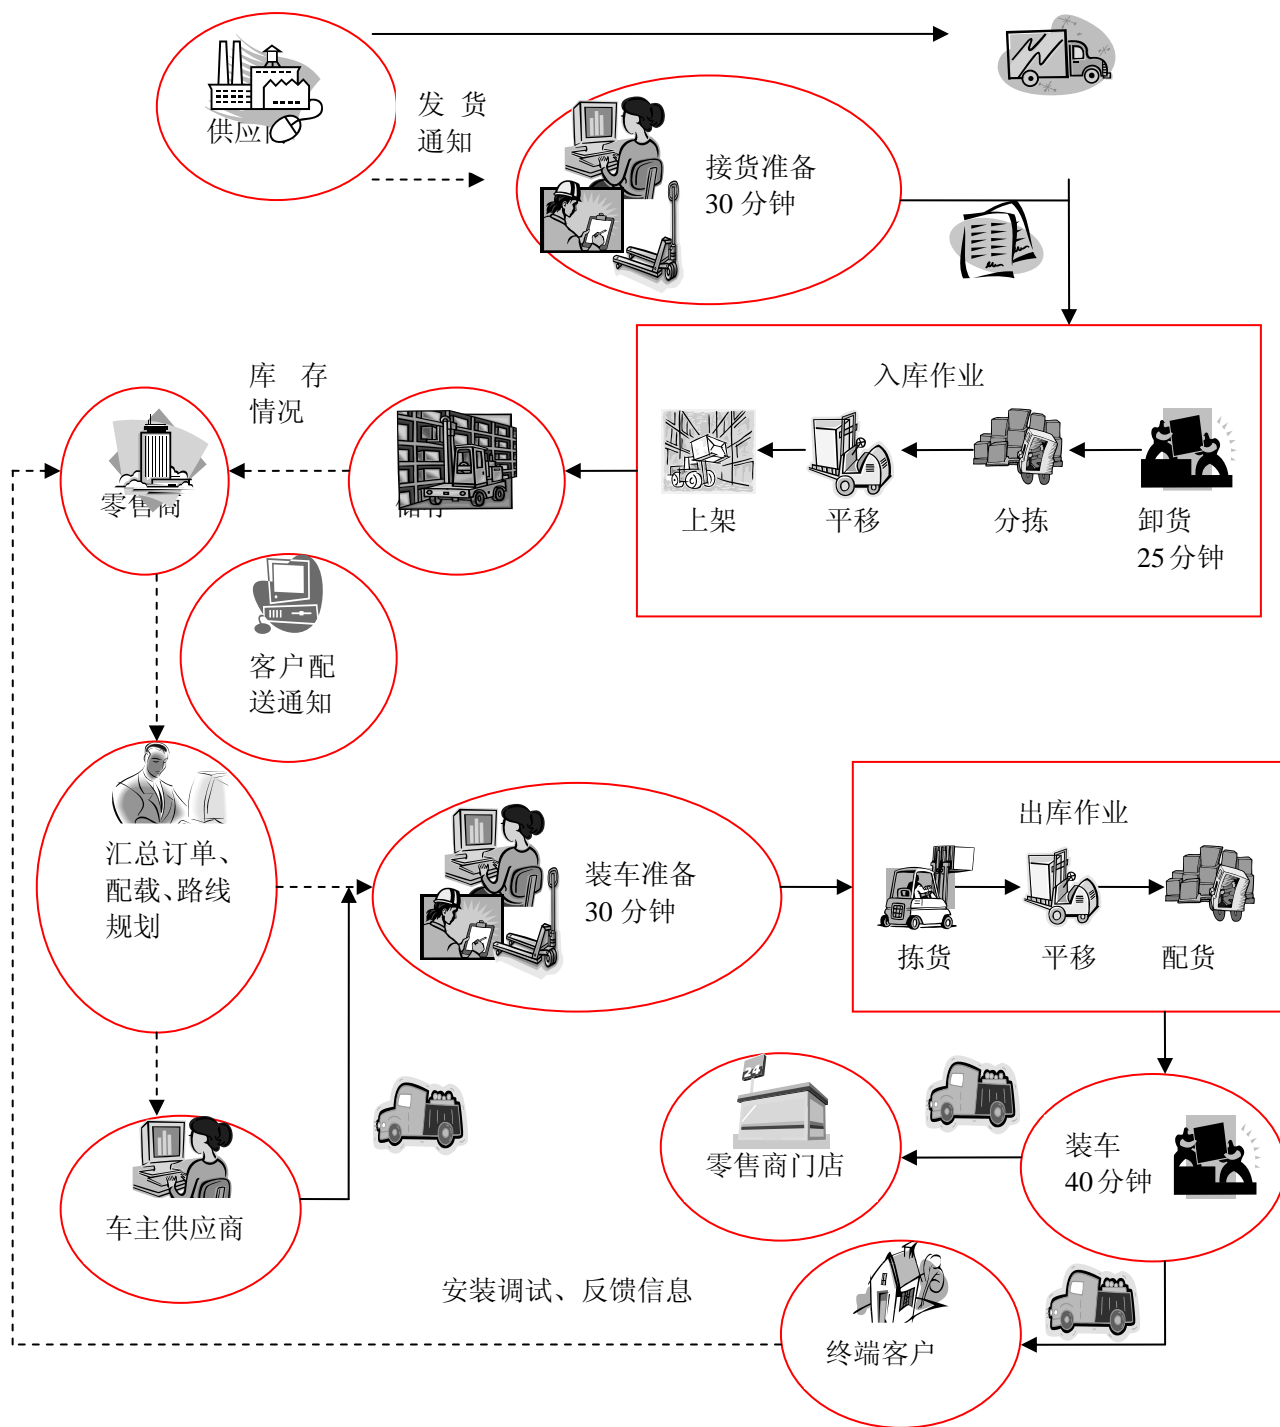 发 货
通知
供应
接货准备
30 分钟
库 存
情况
入库作业
零售商
上架
平移
分拣
卸货
25 分钟
客户配
送通知
汇总订单、
配载、路线
规划
装车准备
30 分钟
出库作业
拣货
平移
配货
24
零售商门店
装车
40 分钟
车主供应商
安装调试、反馈信息
终端客户